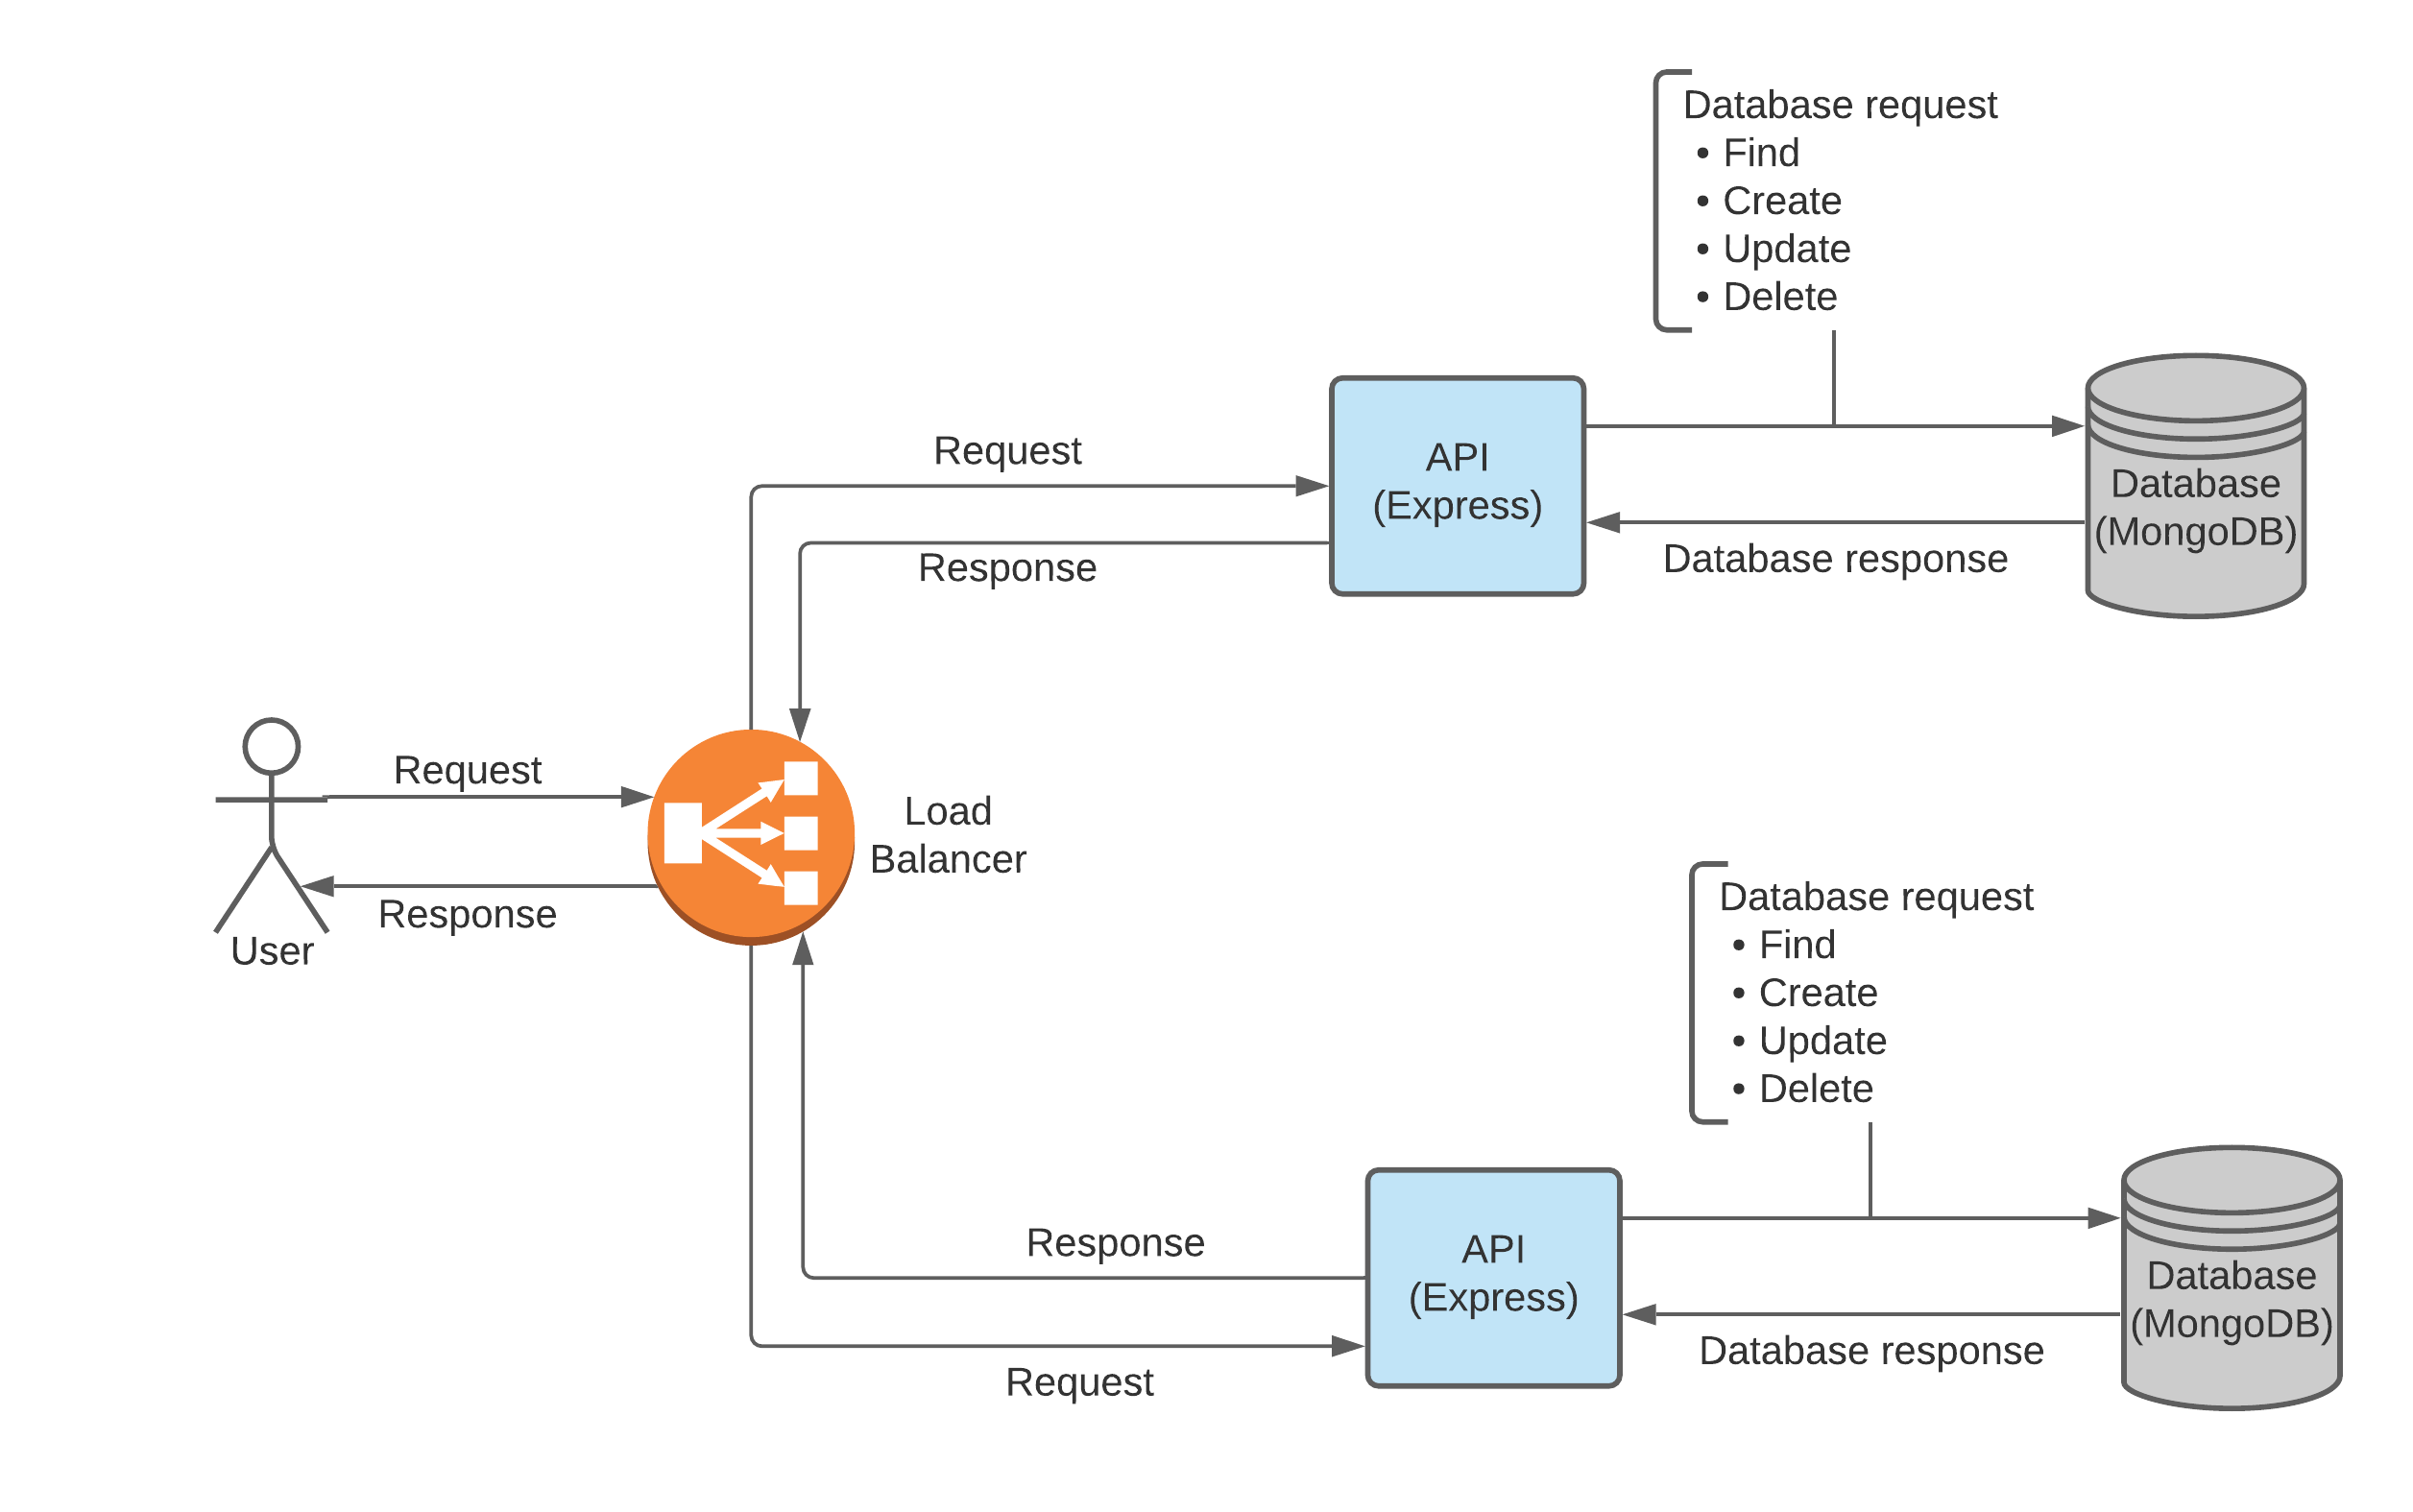 Database request
• Find
• Create
• Update
• Delete
Request
API
(Express)
Database
(MongoDB)
Response
Database response
Request
Load
Balancer
Response
User
Database request
• Find
• Create
• Update
• Delete
Response
API
(Express)
Database
(MongoDB)
Database response
Request